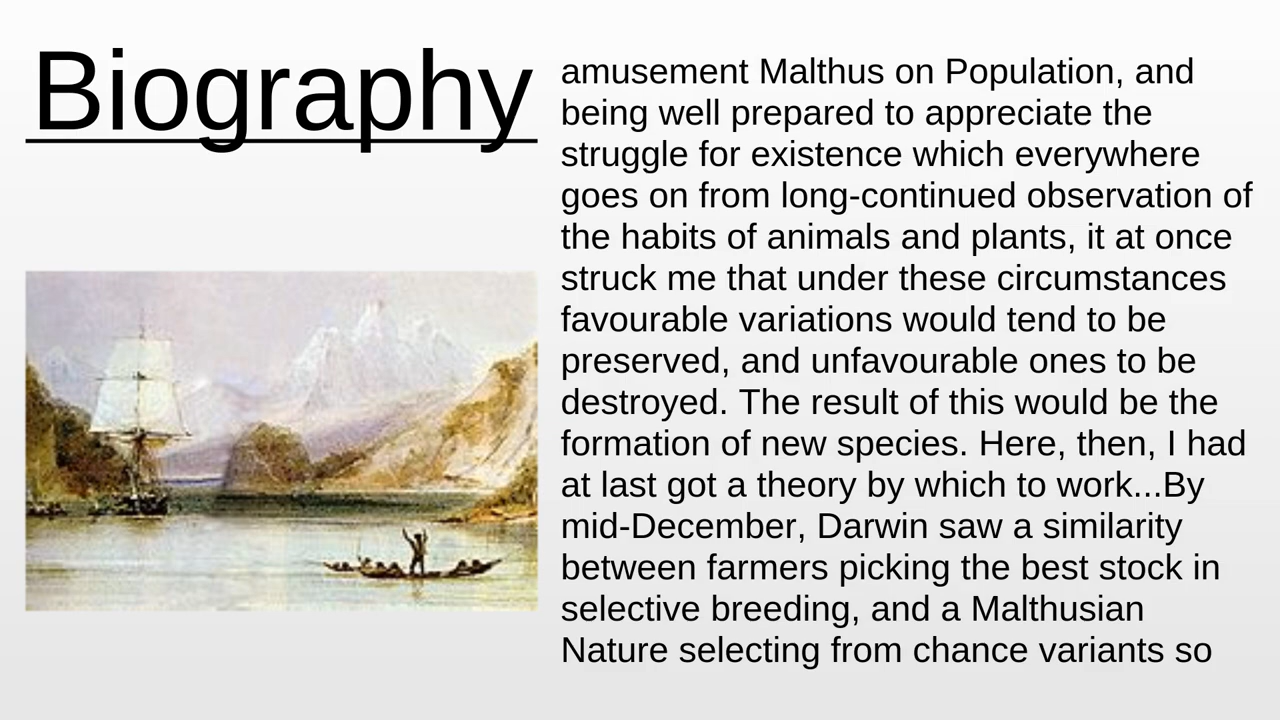 Biography
amusement Malthus on Population, and
being well prepared to appreciate the
struggle for existence which everywhere
goes on from long-continued observation of
the habits of animals and plants, it at once
struck me that under these circumstances
favourable variations would tend to be
preserved, and unfavourable ones to be
destroyed. The result of this would be the
formation of new species. Here, then, I had
at last got a theory by which to work...By
mid-December, Darwin saw a similarity
between farmers picking the best stock in
selective breeding, and a Malthusian
Nature selecting from chance variants so